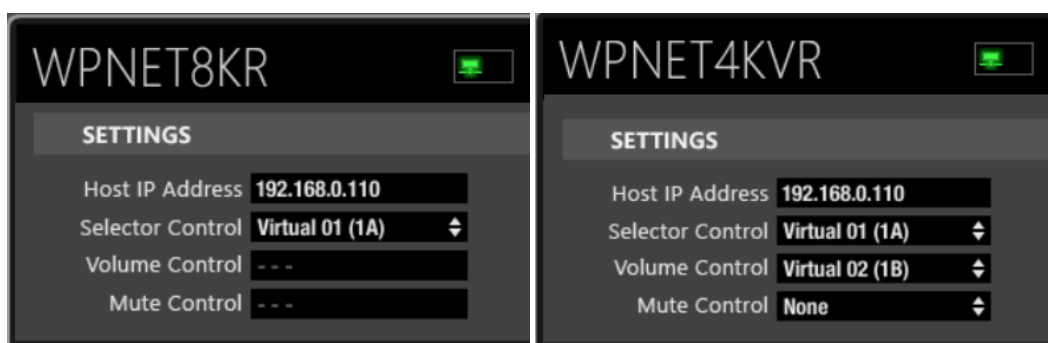 WPNET8KR
SETTINGS
Host IP Address 192.168.0.110
Selector Control Virtual 01 (1A)
Volume Control - - -
Mute Control - - -
WPNET4KVR
SETTINGS
Host IP Address 192.168.0.110
Selector Control Virtual 01 (1A)
Volume Control Virtual 02 (1B)
Mute Control None